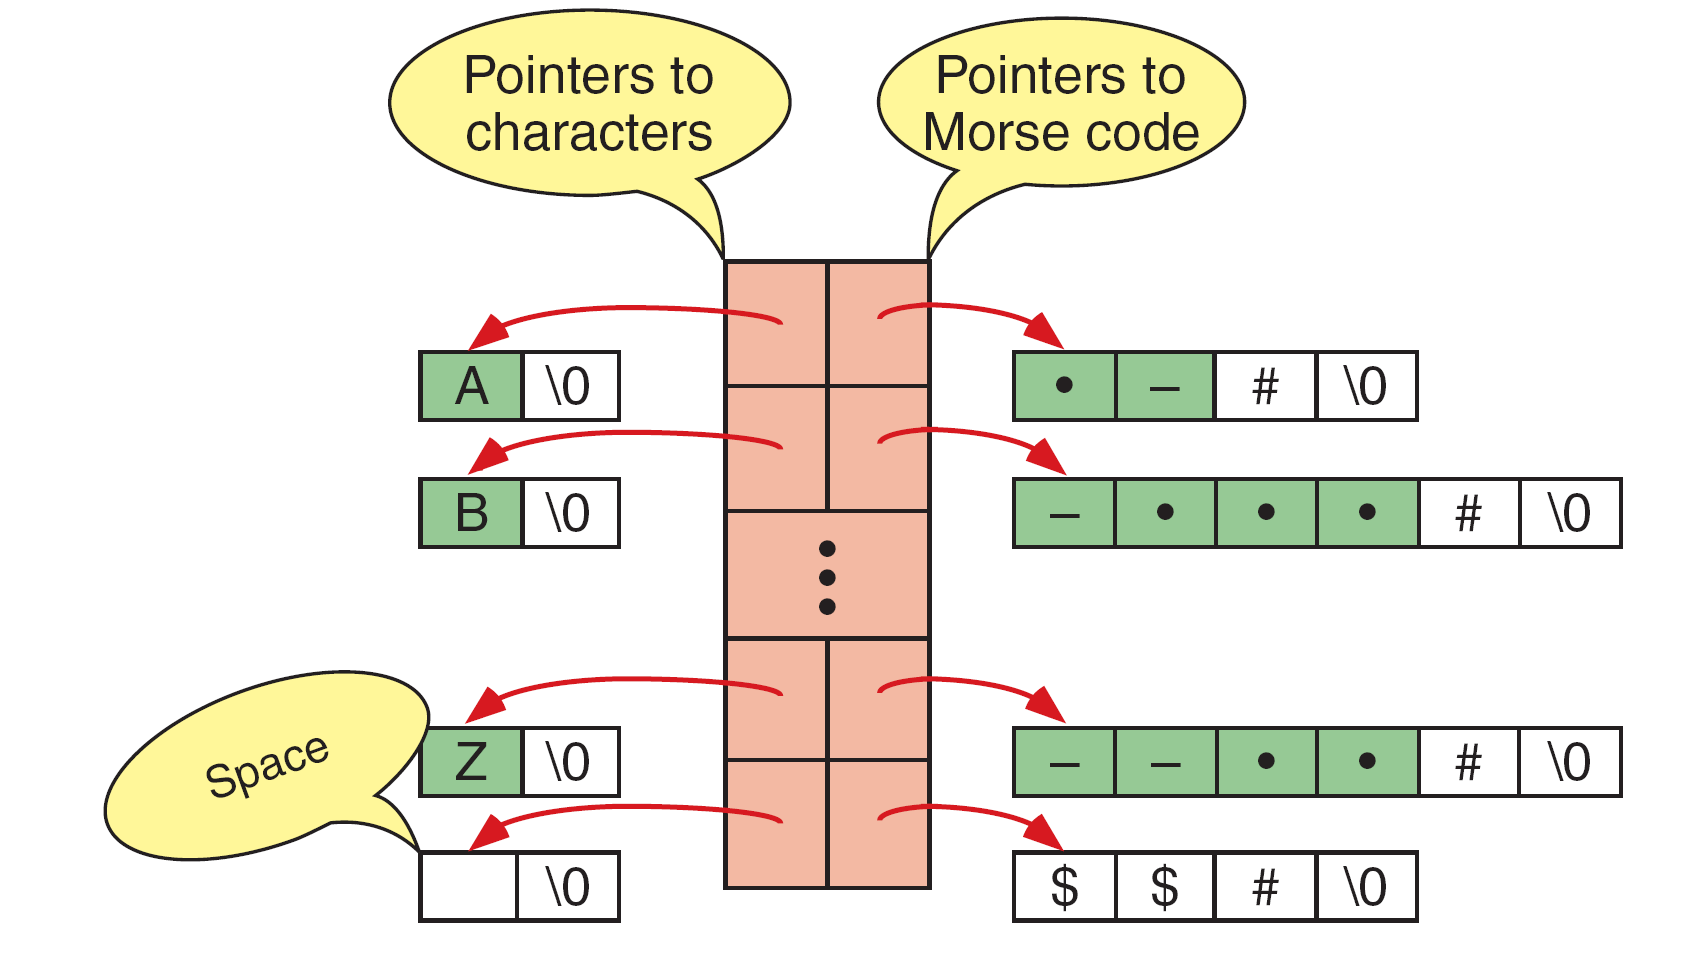 Pointers to
characters
Pointers to
Morse code
A \0
• – # \0
B \0
– • • • # \0
Space
Z \0
– – • • # \0
\0
$ $ # \0